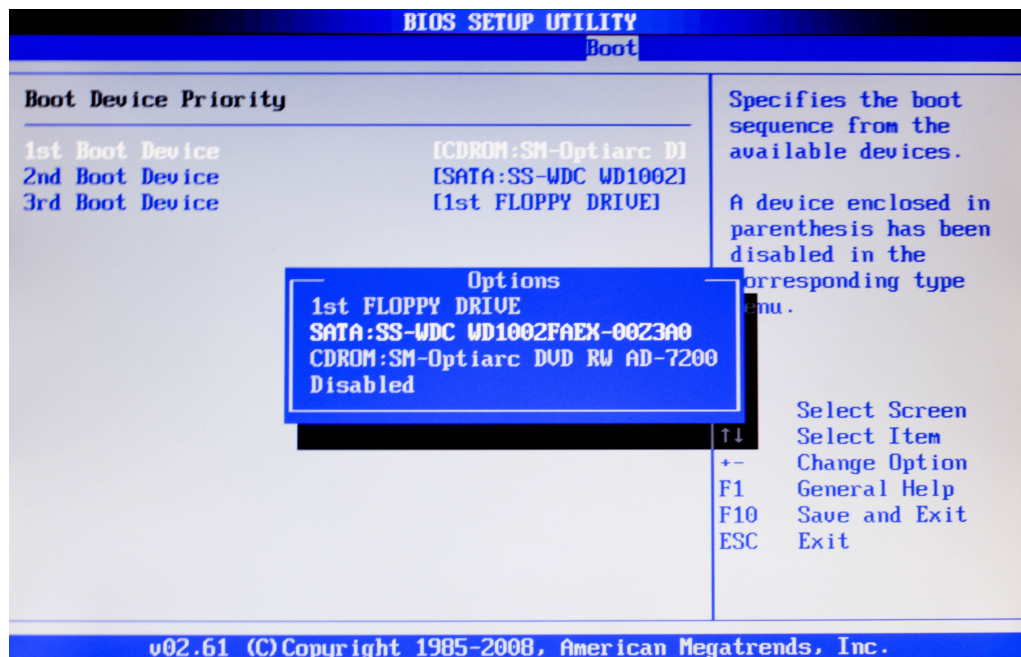 BIOS SETUP UTILITY
Boot
Boot Device Priority
1st Boot Device [CDROM:SM-Optiarc D]
2nd Boot Device [SATA:SS-WDC WD1002]
3rd Boot Device [1st FLOPPY DRIVE]
Options
1st FLOPPY DRIVE
SATA:SS-WDC WD1002FAEX-0023A0
CDROM:SM-Optiarc DVD RW AD-7200
Disabled
Specifies the boot
sequence from the
available devices.
A device enclosed in
parenthesis has been
disabled in the
orresponding type
enu.
Select Screen
↑↓ Select Item
+- Change Option
F1 General Help
F10 Save and Exit
ESC Exit
v02.61 (C)Copyright 1985-2008, American Megatrends, Inc.